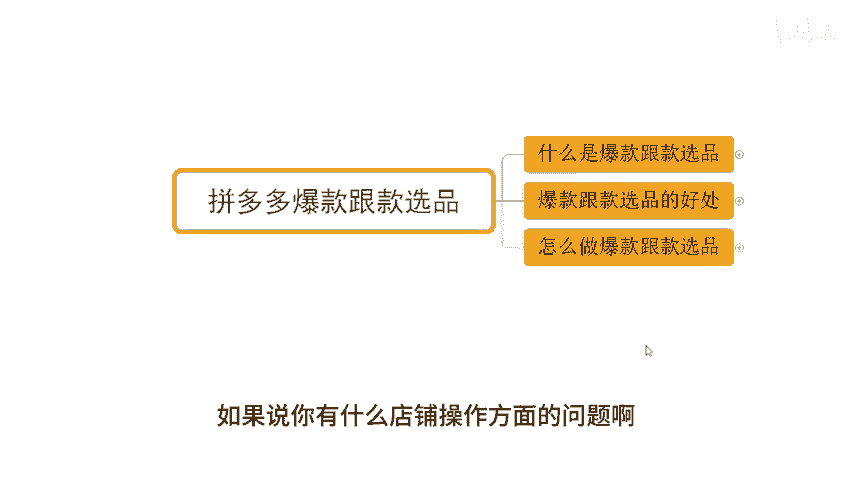 什么是爆款跟款选品
拼多多爆款跟款选品
爆款跟款选品的好处
怎么做爆款跟款选品
如果说你有什么店铺操作方面的问题啊